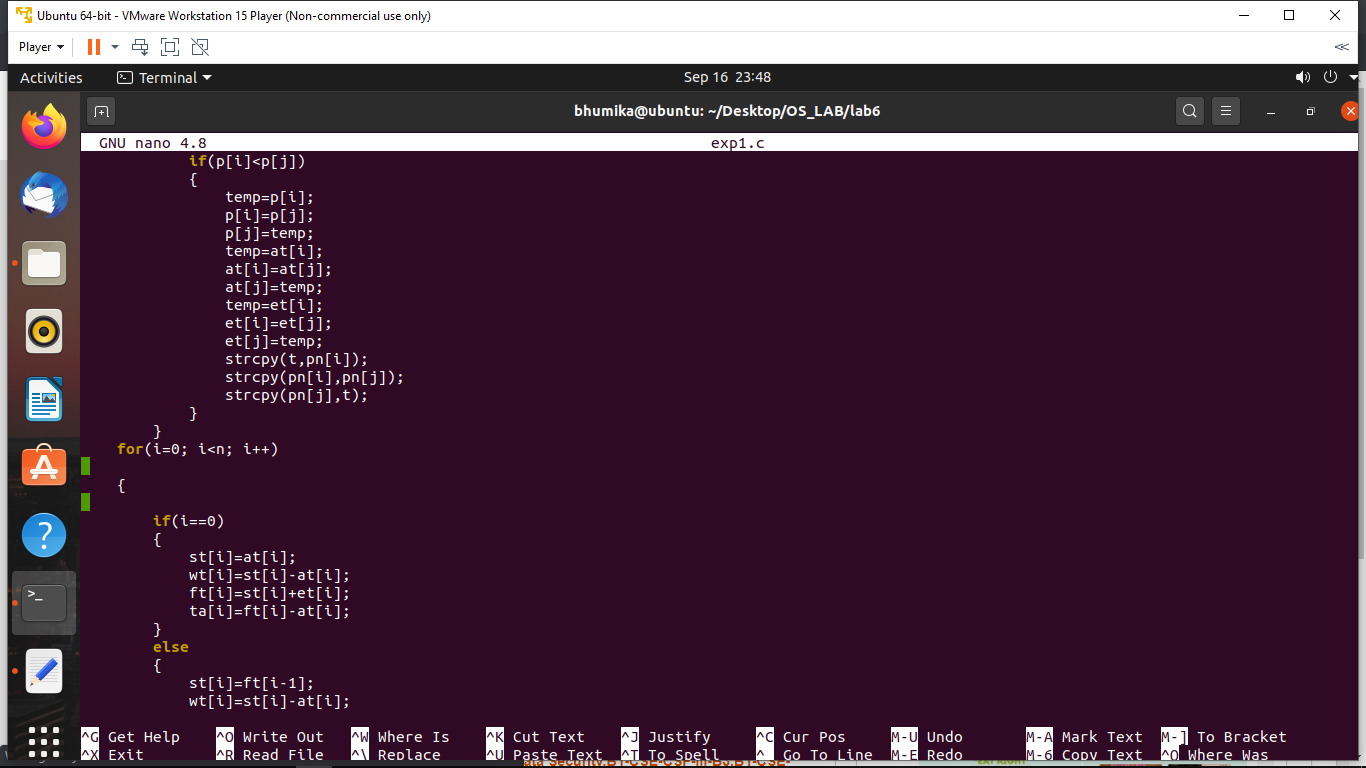 Ubuntu 64-bit - VMware Workstation 15 Player (Non-commercial use only)
Player
Activities Terminal Sep 16 23:48
bhumika@ubuntu: ~/Desktop/OS_LAB/lab6
GNU nano 4.8 exp1.c
if(p[i]<p[j])
{
temp=p[i];
p[i]=p[j];
p[j]=temp;
temp=at[i];
at[i]=at[j];
at[j]=temp;
temp=et[i];
et[i]=et[j];
et[j]=temp;
strcpy(t,pn[i]);
strcpy(pn[i],pn[j]);
strcpy(pn[j],t);
}
}
for(i=0; i<n; i++)
{
if(i==0)
{
st[i]=at[i];
wt[i]=st[i]-at[i];
ft[i]=st[i]+et[i];
ta[i]=ft[i]-at[i];
}
else
{
st[i]=ft[i-1];
wt[i]=st[i]-at[i];
^G Get Help ^O Write Out ^W Where Is ^K Cut Text ^J Justify ^C Cur Pos M-U Undo M-A Mark Text M-] To Bracket
^X Exit ^R Read File ^\ Replace ^U Paste Text ^T To Spell ^_ Go To Line M-E Redo M-6 Copy Text ^Q Where Was